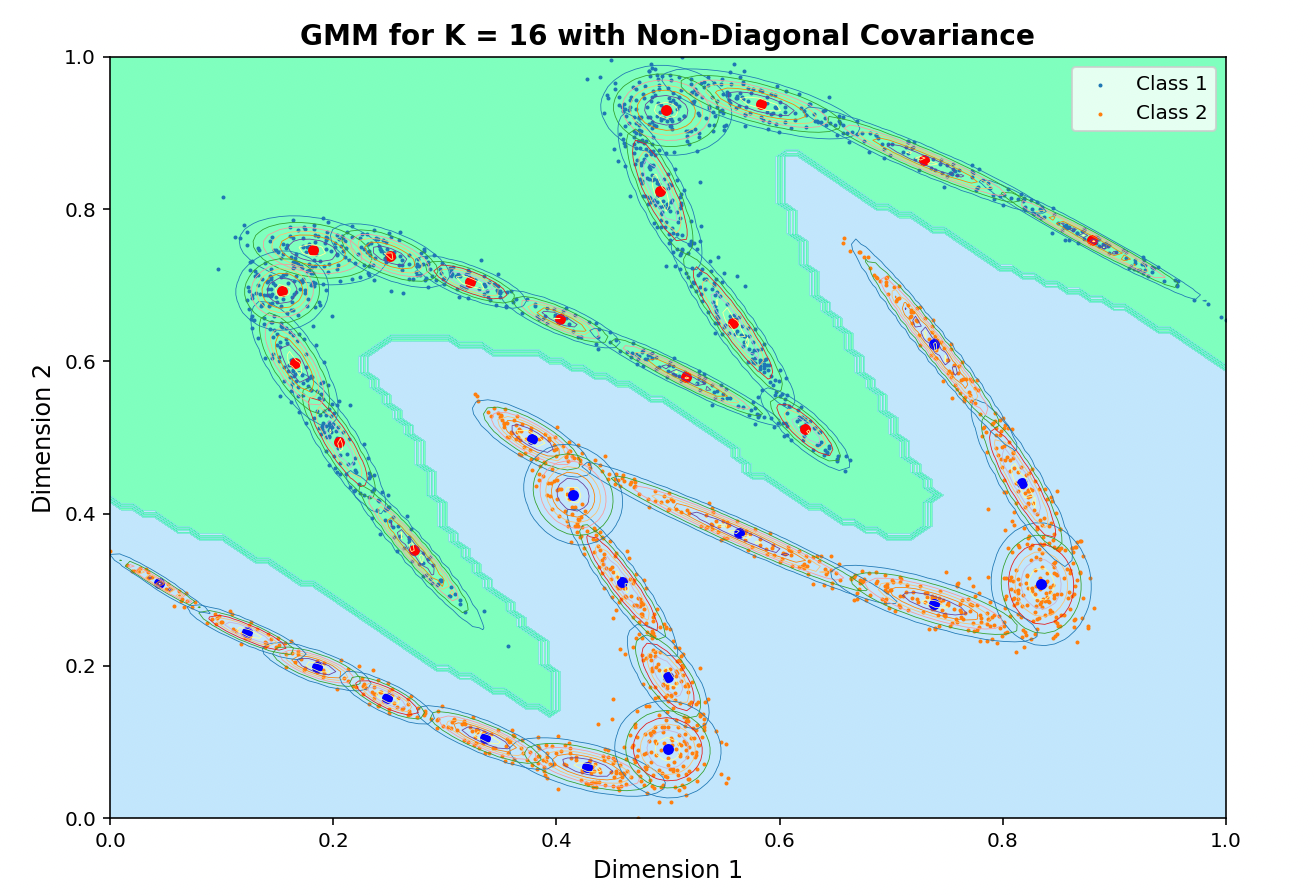 GMM for K = 16 with Non-Diagonal Covariance
Class 1
Class 2
1.0
0.8
0.6
0.4
0.2
0.0
Dimension 2
0.0 0.2 0.4 0.6 0.8 1.0
Dimension 1